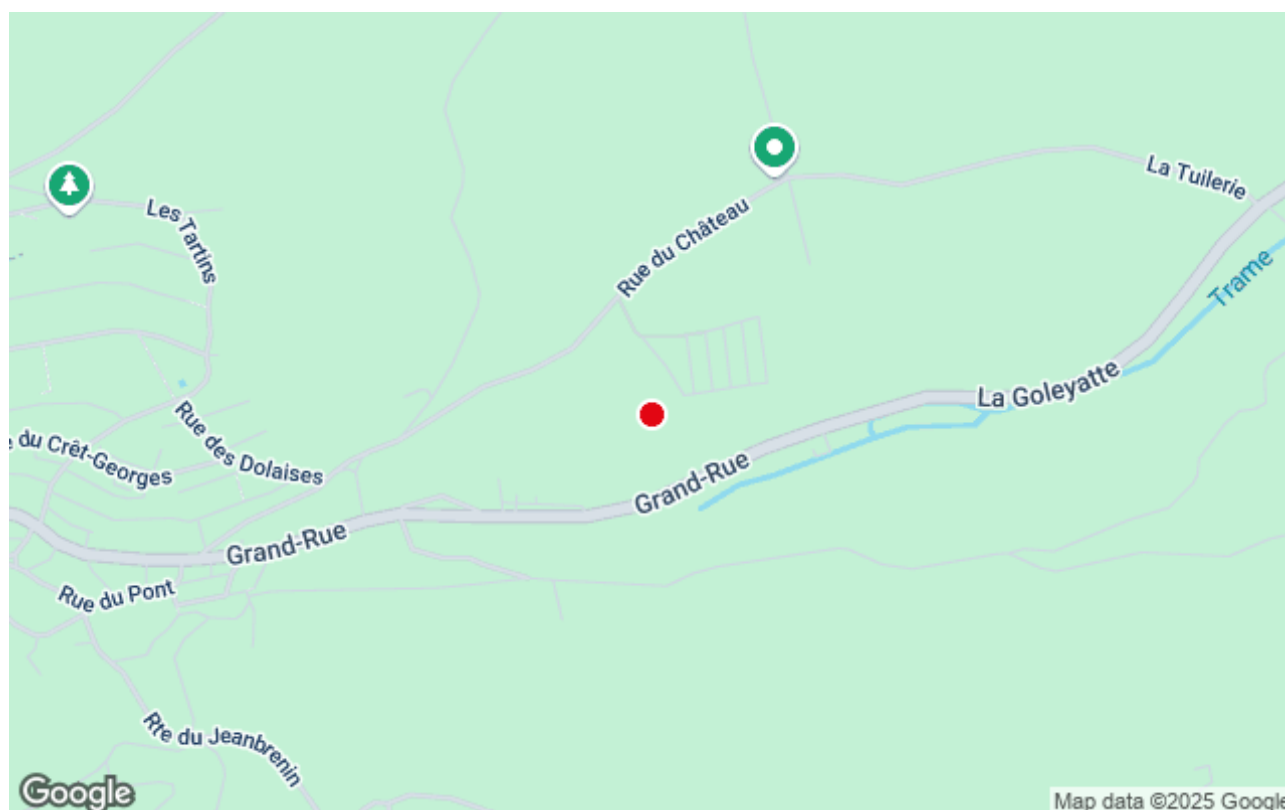 La Tuilerie
Les Tartins
Rue du Château
Trame
La Goleyatte
Rue des Dolaises
e du Crêt-Georges
Grand-Rue
Grand-Rue
Rue du Pont
Rte du Jeanbrenin
Google
Map data ©2025 Google